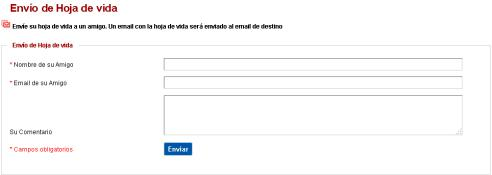 Envío de Hoja de vida
Envíe su hoja de vida a un amigo. Un email con la hoja de vida será enviado al email de destino
Envío de Hoja de vida
* Nombre de su Amigo
* Email de su Amigo
Su Comentario
* Campos obligatorios
Enviar